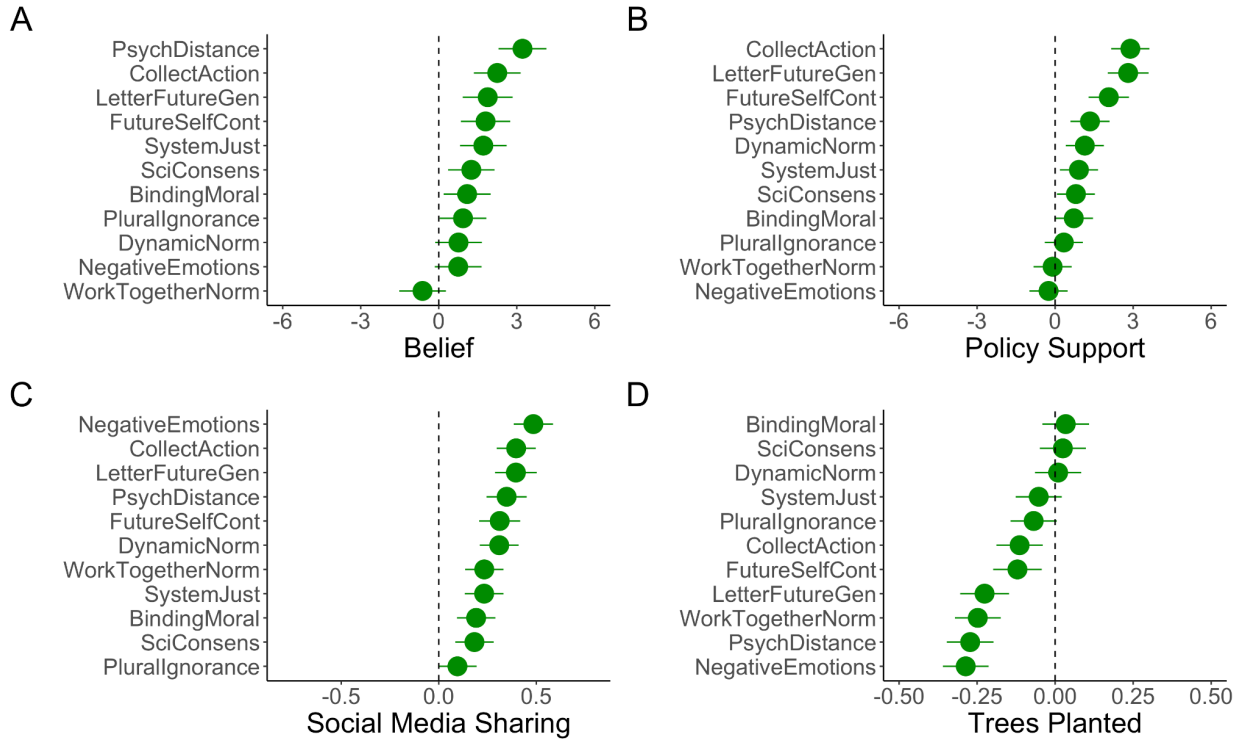 A
PsychDistance
CollectAction
LetterFutureGen
FutureSelfCont
SystemJust
SciConsens
BindingMoral
PluralIgnorance
DynamicNorm
NegativeEmotions
WorkTogetherNorm
-6 -3 0 3 6
Belief
B
CollectAction
LetterFutureGen
FutureSelfCont
PsychDistance
DynamicNorm
SystemJust
SciConsens
BindingMoral
PluralIgnorance
WorkTogetherNorm
NegativeEmotions
-6 -3 0 3 6
Policy Support
C
NegativeEmotions
CollectAction
LetterFutureGen
PsychDistance
FutureSelfCont
DynamicNorm
WorkTogetherNorm
SystemJust
BindingMoral
SciConsens
PluralIgnorance
-0.5 0.0 0.5
Social Media Sharing
D
BindingMoral
SciConsens
DynamicNorm
SystemJust
PluralIgnorance
CollectAction
FutureSelfCont
LetterFutureGen
WorkTogetherNorm
PsychDistance
NegativeEmotions
-0.50 -0.25 0.00 0.25 0.50
Trees Planted